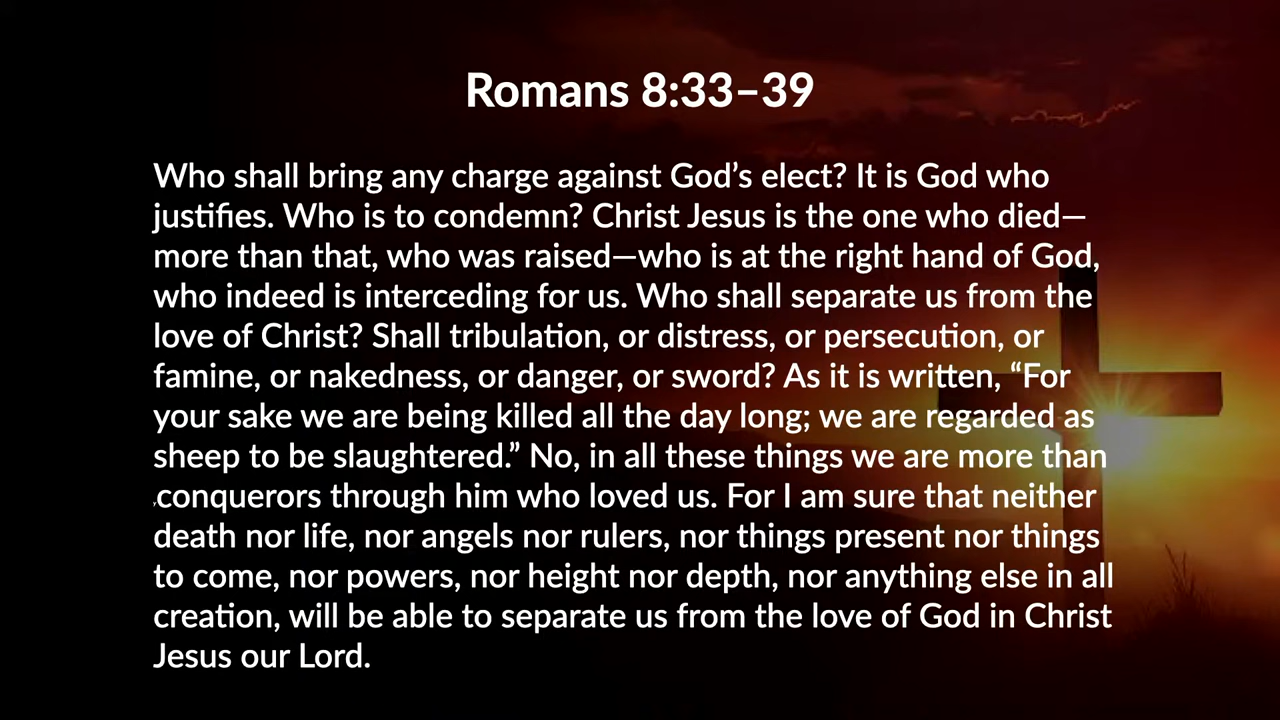 Romans 8:33–39
Who shall bring any charge against God’s elect? It is God who
justifies. Who is to condemn? Christ Jesus is the one who died—
more than that, who was raised—who is at the right hand of God,
who indeed is interceding for us. Who shall separate us from the
love of Christ? Shall tribulation, or distress, or persecution, or
famine, or nakedness, or danger, or sword? As it is written, “For
your sake we are being killed all the day long; we are regarded as
sheep to be slaughtered.” No, in all these things we are more than
,conquerors through him who loved us. For I am sure that neither
death nor life, nor angels nor rulers, nor things present nor things
to come, nor powers, nor height nor depth, nor anything else in all
creation, will be able to separate us from the love of God in Christ
Jesus our Lord.